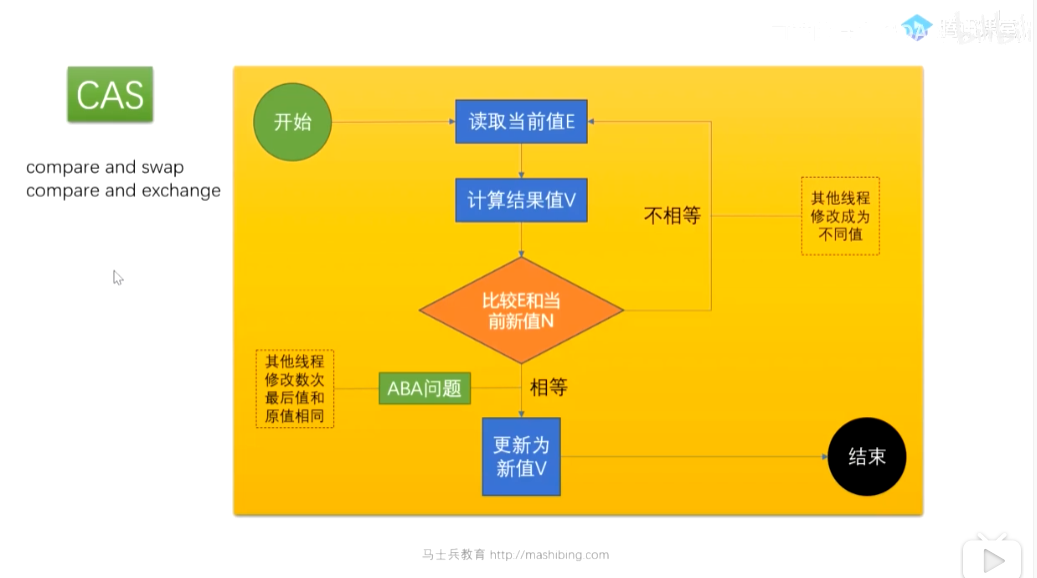 CAS
compare and swap
compare and exchange
开始
读取当前值E
计算结果值V
不相等
其他线程
修改成为
不同值
比较E和当
前新值N
其他线程
修改数次
最后值和
原值相同
ABA问题
相等
更新为
新值V
结束
马士兵教育 http://mashibing.com